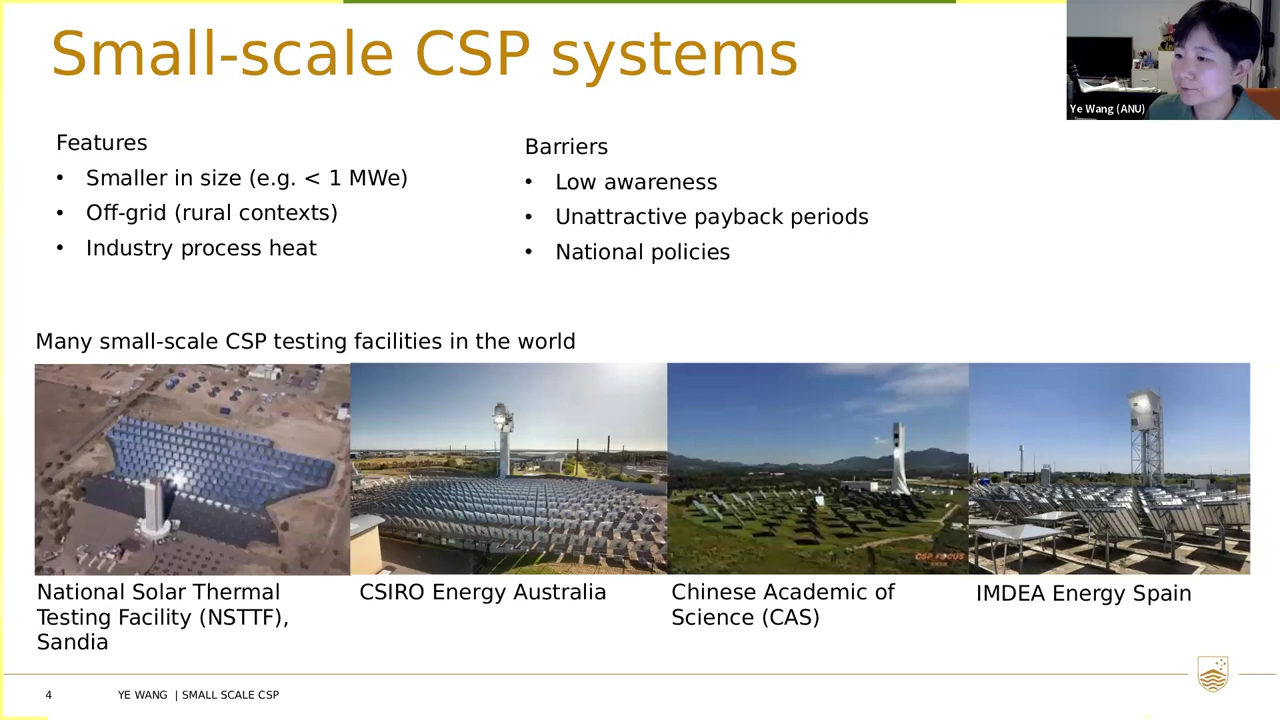 Small-scale CSP systems
Ye Wang (ANU)
Features
• Smaller in size (e.g. < 1 MWe)
• Off-grid (rural contexts)
• Industry process heat
Barriers
• Low awareness
• Unattractive payback periods
• National policies
Many small-scale CSP testing facilities in the world
CSP FOCUS
National Solar Thermal
Testing Facility (NSTTF),
Sandia
CSIRO Energy Australia
Chinese Academic of
Science (CAS)
IMDEA Energy Spain
4
YE WANG | SMALL SCALE CSP